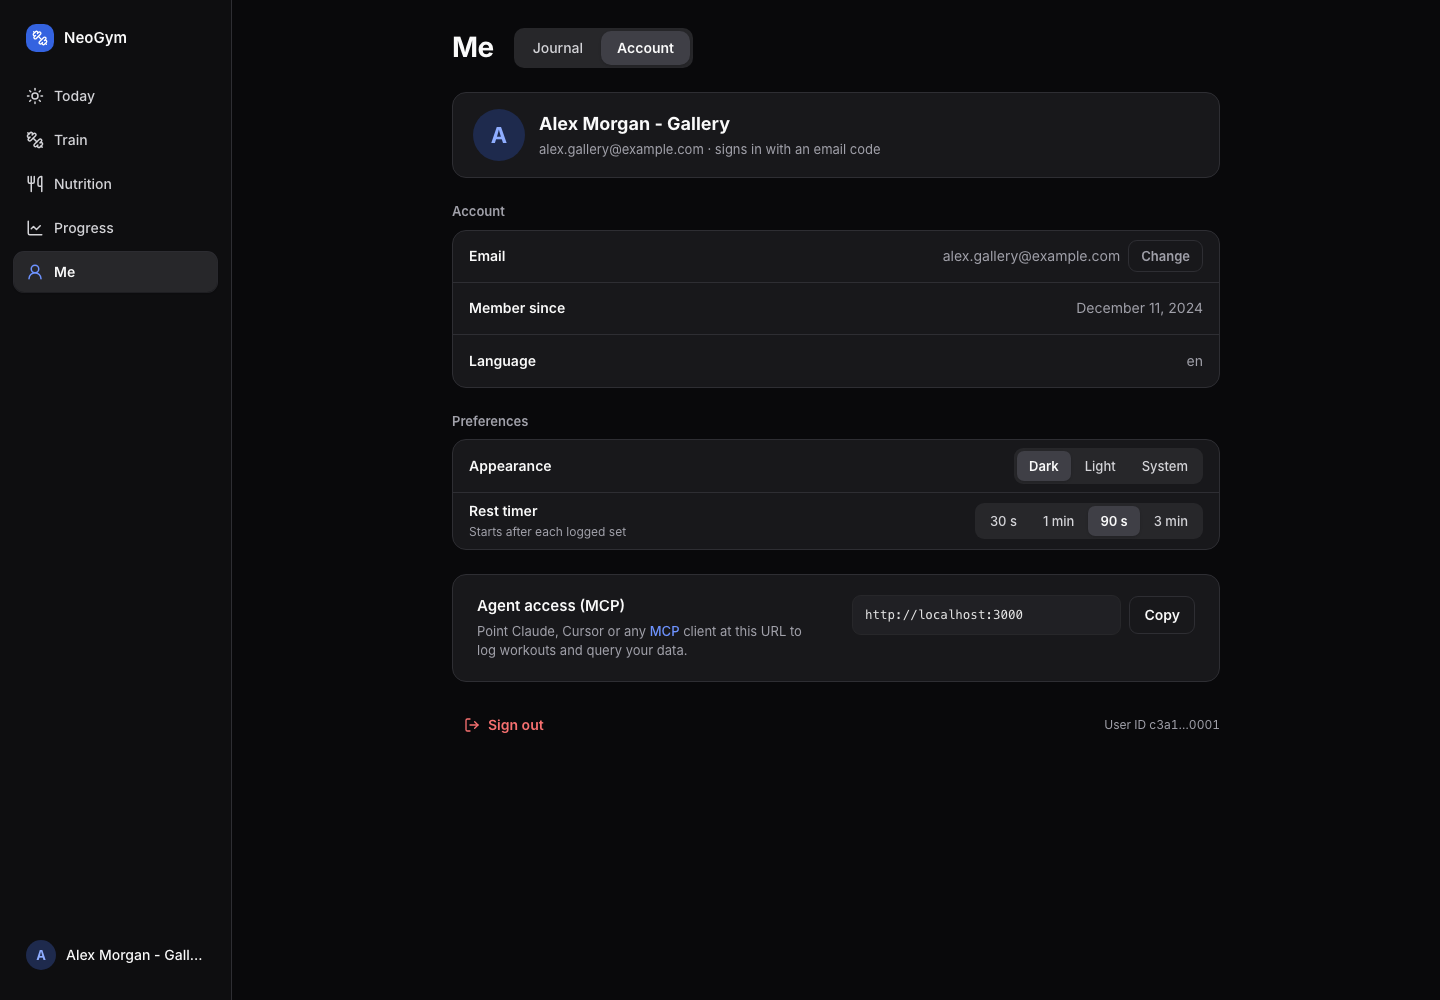 NeoGym
Today
Train
Nutrition
Progress
Me
A
Alex Morgan - Gall...
Me
Journal
Account
A
Alex Morgan - Gallery
alex.gallery@example.com · signs in with an email code
Account
Email
alex.gallery@example.com
Change
Member since
December 11, 2024
Language
en
Preferences
Appearance
Dark
Light
System
Rest timer
Starts after each logged set
30 s
1 min
90 s
3 min
Agent access (MCP)
Point Claude, Cursor or any MCP client at this URL to
log workouts and query your data.
http://localhost:3000
Copy
Sign out
User ID c3a1...0001